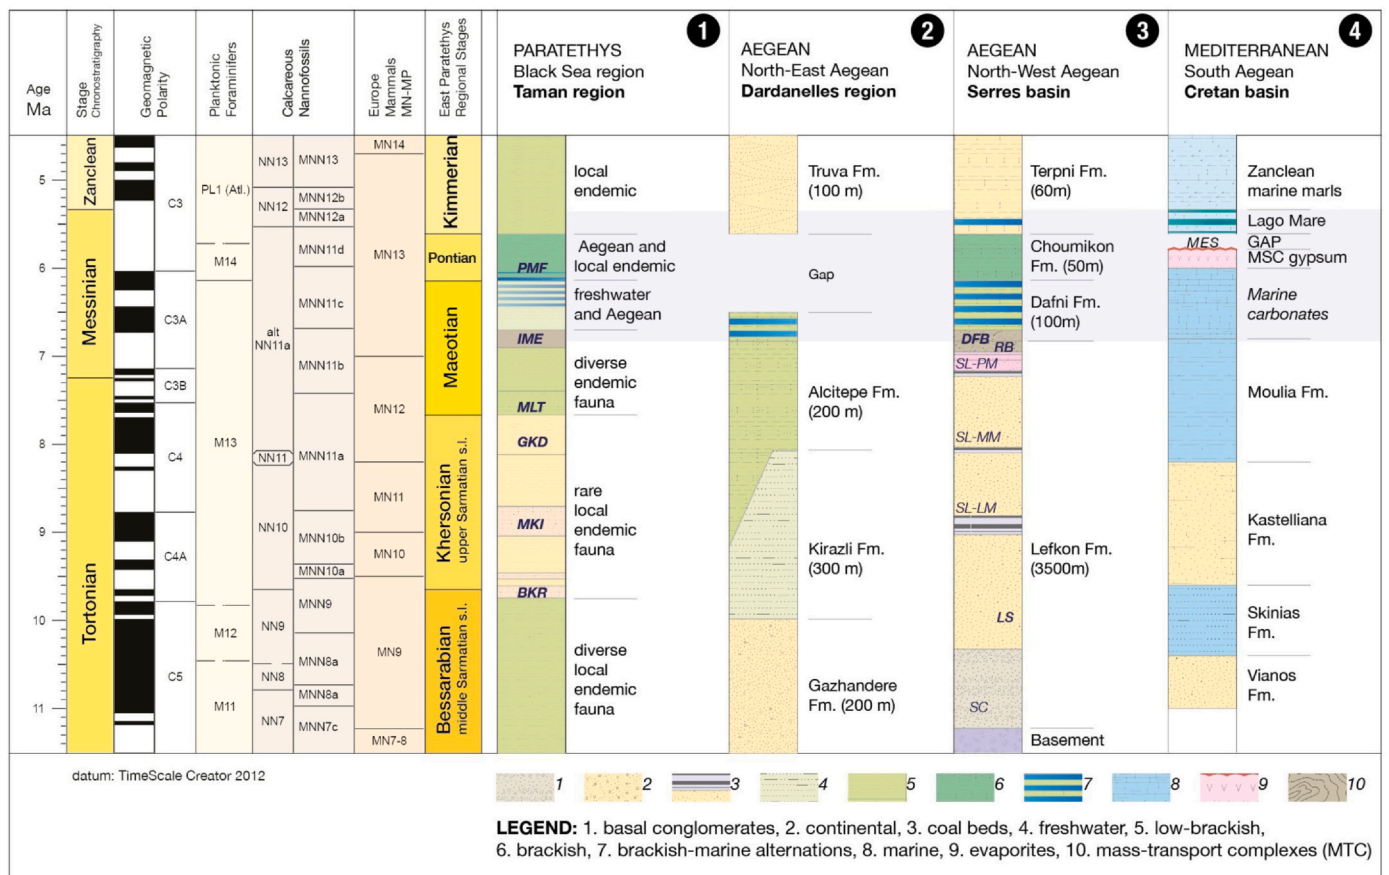 Age
Ma
Stage
Chronostratigraphy
Geomagnetic
Polarity
Planktonic
Foraminifers
Calcareous
Nannofossils
Europe
Mammals
MN-MP
East Paratethys
Regional Stages
1
PARATETHYS
Black Sea region
Taman region
2
AEGEAN
North-East Aegean
Dardanelles region
3
AEGEAN
North-West Aegean
Serres basin
4
MEDITERRANEAN
South Aegean
Cretan basin
5
6
7
8
9
10
11
Zanclean
Messinian
Tortonian
C3
C3A
C3B
C4
C4A
C5
PL1 (Atl.)
M14
M13
M12
M11
NN13
NN12
alt
NN11a
NN11
NN10
NN9
NN8
NN7
MNN13
MNN12b
MNN12a
MNN11d
MNN11c
MNN11b
MNN11a
MNN10b
MNN10a
MNN9
MNN8a
MNN8a
MNN7c
MN14
MN13
MN12
MN11
MN10
MN9
MN7-8
Kimmerian
Pontian
Maeotian
Khersonian
upper Sarmatian s.l.
Bessarabian
middle Sarmatian s.l.
PMF
IME
MLT
GKD
MKI
BKR
local
endemic
Aegean and
local endemic
freshwater
and Aegean
diverse
endemic
fauna
rare
local
endemic
fauna
diverse
local
endemic
fauna
Truva Fm.
(100 m)
Gap
Alcitepe Fm.
(200 m)
Kirazli Fm.
(300 m)
Gazhandere
Fm. (200 m)
DFB
RB
SL-PM
SL-MM
SL-LM
LS
SC
Terpni Fm.
(60m)
Choumikon
Fm. (50m)
Dafni Fm.
(100m)
Lefkon Fm.
(3500m)
Basement
MES
Zanclean
marine marls
Lago Mare
GAP
MSC gypsum
Marine
carbonates
Moulia Fm.
Kastelliana
Fm.
Skinias
Fm.
Vianos
Fm.
datum: TimeScale Creator 2012
1 2 3 4 5 6 7 8 9 10
LEGEND: 1. basal conglomerates, 2. continental, 3. coal beds, 4. freshwater, 5. low-brackish,
6. brackish, 7. brackish-marine alternations, 8. marine, 9. evaporites, 10. mass-transport complexes (MTC)